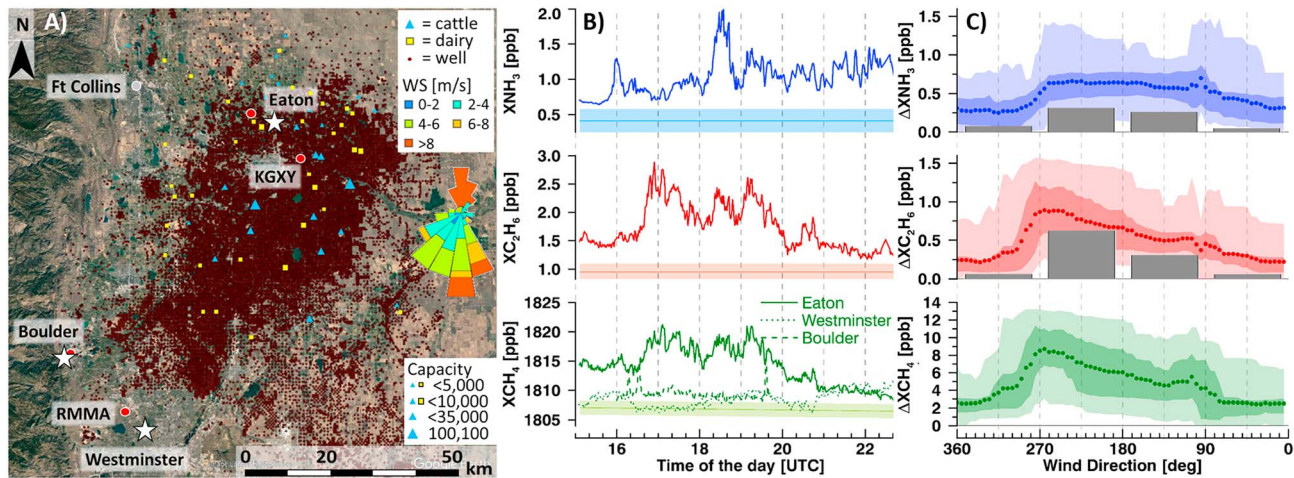 A)
N
Ft Collins
Eaton
KGXY
Boulder
RMMA
Westminster
= cattle
= dairy
= well
WS [m/s]
0-2 2-4
4-6 6-8
>8
Capacity
<5,000
<10,000
<35,000
100,100
0 20 50
km
B)
XNH₃ [ppb]
2.0
1.5
1.0
0.5
XC₂H₆ [ppb]
3.0
2.5
2.0
1.5
1.0
XCH₄ [ppb]
1825
1820
1815
1810
1805
Eaton
Westminster
Boulder
16 18 20 22
Time of the day [UTC]
C)
ΔXNH₃ [ppb]
1.5
1.0
0.5
0.0
ΔXC₂H₆ [ppb]
1.5
1.0
0.5
0.0
ΔXCH₄ [ppb]
14
12
10
8
6
4
2
0
360 270 180 90 0
Wind Direction [deg]